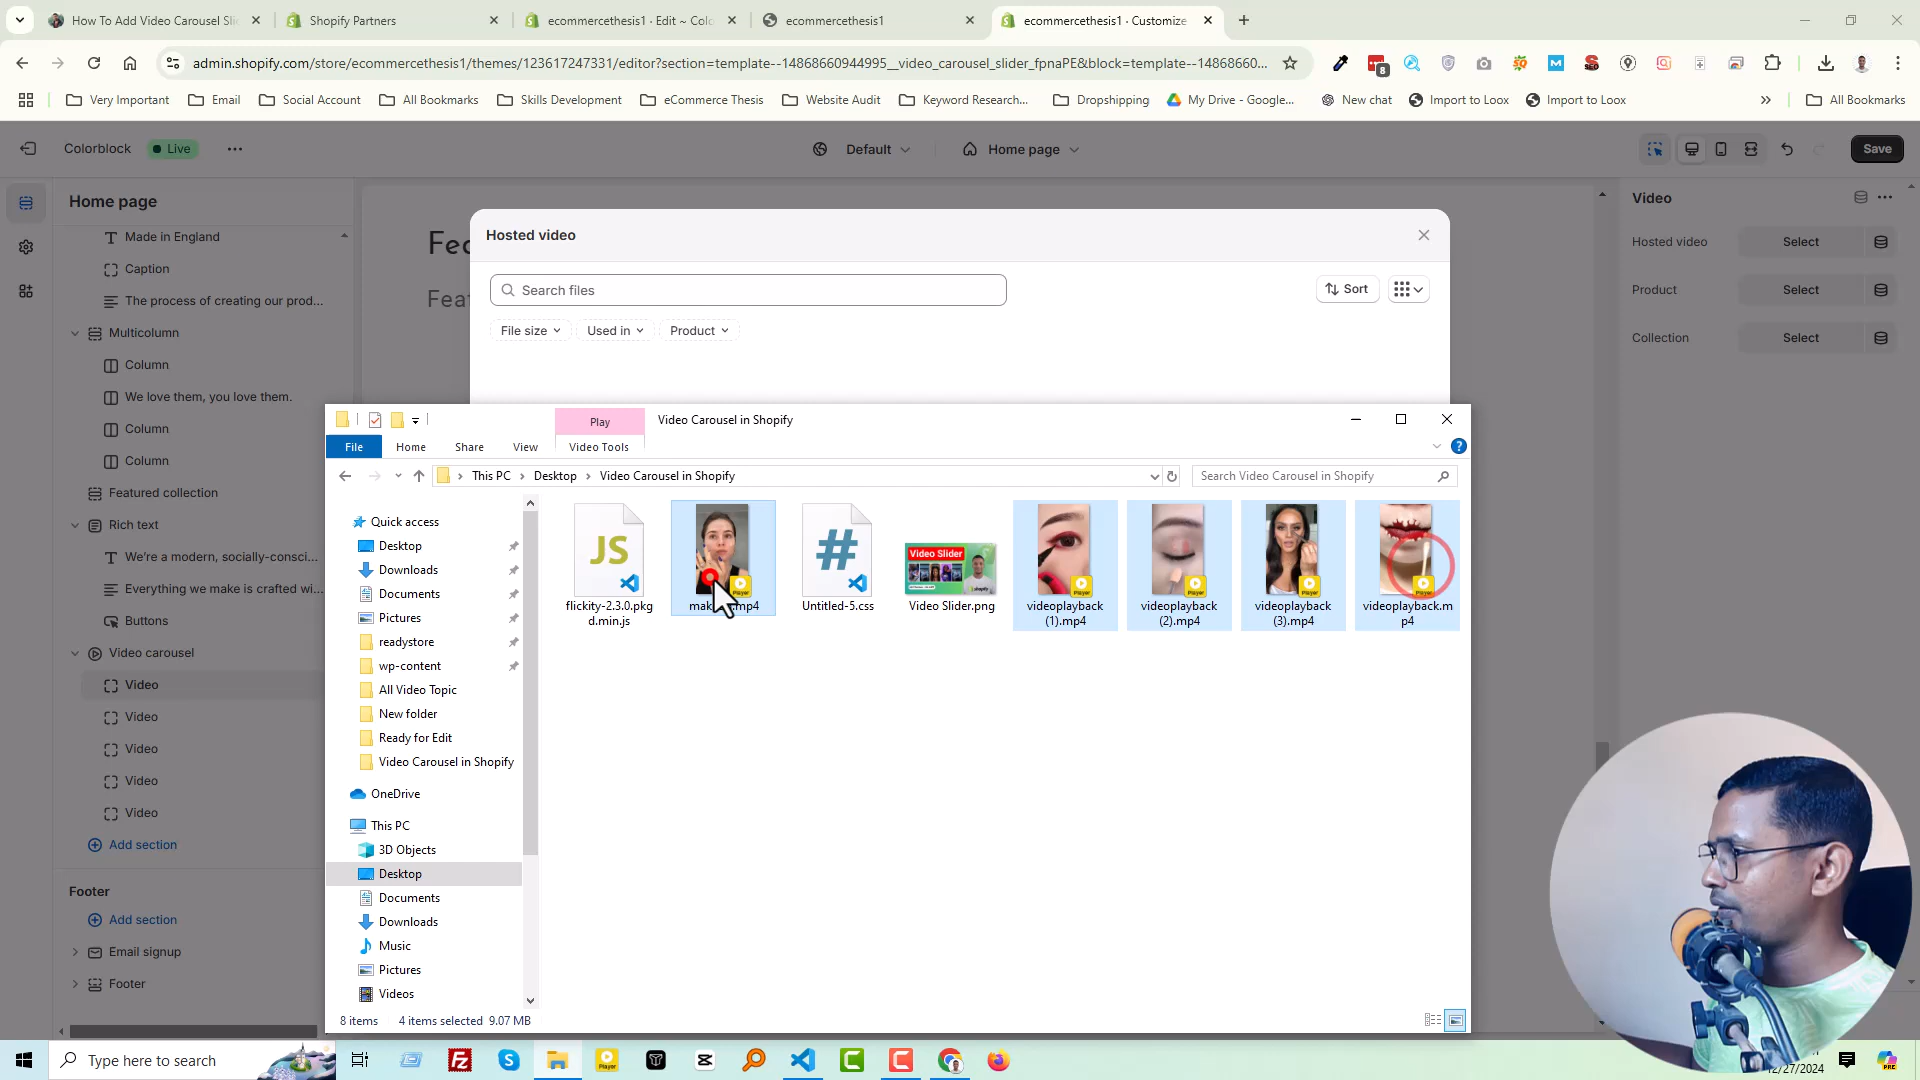 How To Add Video Carousel Sli
Shopify Partners
ecommercethesis1 · Edit ~ Colo
ecommercethesis1
ecommercethesis1 · Customize
admin.shopify.com/store/ecommercethesis1/themes/123617247331/editor?section=template--14868660944995__video_carousel_slider_fpnaPE&block=template--14868660...
8
Very Important
Email
Social Account
All Bookmarks
Skills Development
eCommerce Thesis
Website Audit
Keyword Research...
Dropshipping
My Drive - Google...
New chat
Import to Loox
Import to Loox
»
All Bookmarks
Colorblock
Live
Default
Home page
Save
Home page
Made in England
Caption
The process of creating our prod...
Multicolumn
Column
We love them, you love them.
Column
Column
Featured collection
Rich text
We're a modern, socially-consci...
Everything we make is crafted wi
Buttons
Video carousel
Video
Video
Video
Video
Video
Add section
Footer
Add section
Email signup
Footer
Hosted video
Search files
Sort
File size
Used in
Product
Video
Hosted video
Select
Product
Select
Collection
Select
Play
Video Carousel in Shopify
File
Home
Share
View
Video Tools
This PC
Desktop
Video Carousel in Shopify
Search Video Carousel in Shopify
Quick access
Desktop
Downloads
Documents
Pictures
readystore
wp-content
All Video Topic
New folder
Ready for Edit
Video Carousel in Shopify
OneDrive
This PC
3D Objects
Desktop
Documents
Downloads
Music
Pictures
Videos
JS
flickity-2.3.0.pkg
d.min.js
#
Untitled-5.css
Video Slider
Video Slider.png
videoplayback
(1).mp4
videoplayback
(2).mp4
videoplayback
(3).mp4
videoplayback.m
p4
8 items
4 items selected
9.07 MB
Type here to search
12/27/2024